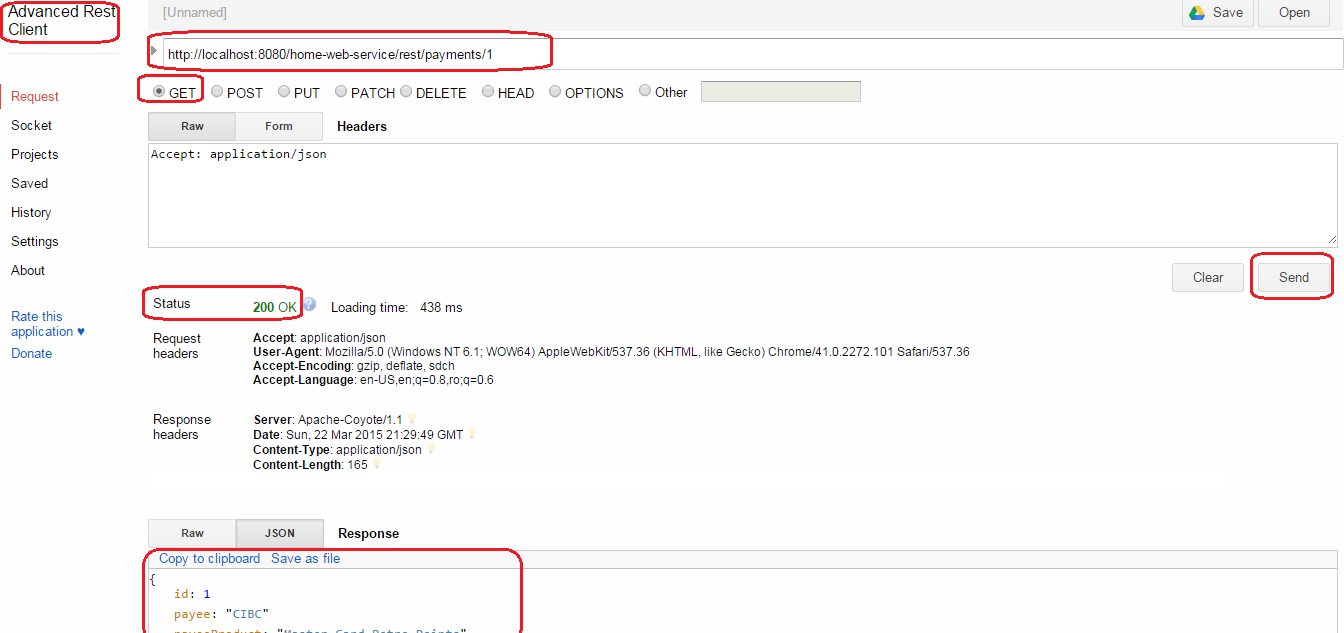 Advanced Rest
Client
[Unnamed]
Save
Open
http://localhost:8080/home-web-service/rest/payments/1
GET POST PUT PATCH DELETE HEAD OPTIONS Other
Request
Socket
Projects
Saved
History
Settings
About
Rate this
application ♥
Donate
Raw Form Headers
Accept: application/json
Clear Send
Status 200 OK ? Loading time: 438 ms
Request
headers
Accept: application/json
User-Agent: Mozilla/5.0 (Windows NT 6.1; WOW64) AppleWebKit/537.36 (KHTML, like Gecko) Chrome/41.0.2272.101 Safari/537.36
Accept-Encoding: gzip, deflate, sdch
Accept-Language: en-US,en;q=0.8,ro;q=0.6
Response
headers
Server: Apache-Coyote/1.1
Date: Sun, 22 Mar 2015 21:29:49 GMT
Content-Type: application/json
Content-Length: 165
Raw JSON Response
Copy to clipboard Save as file
{
id: 1
payee: "CIBC"